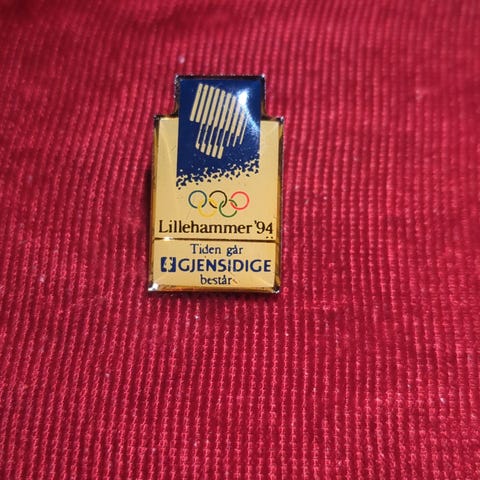 Lillehammer '94
Tiden går
GJENSIDIGE
består